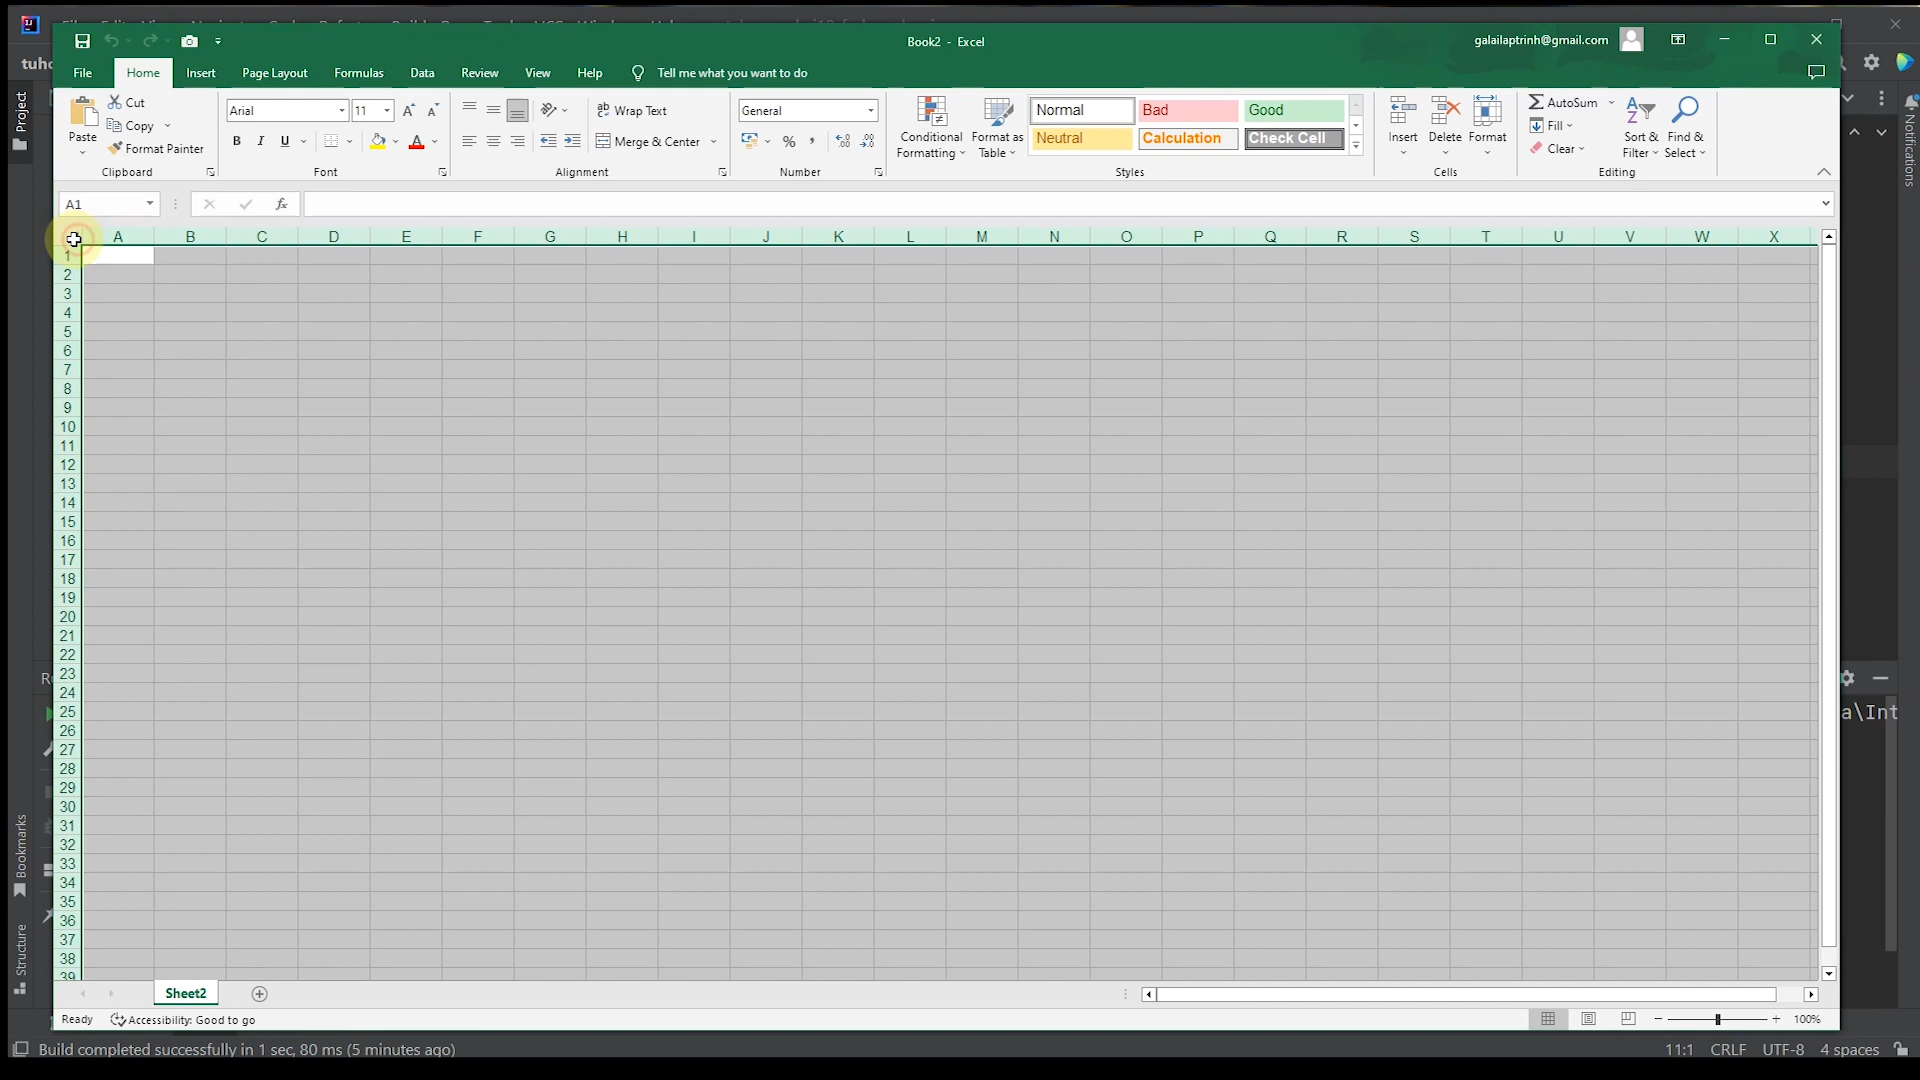 Book2 - Excel
galailaptrinh@gmail.com
tuho
File Home Insert Page Layout Formulas Data Review View Help Tell me what you want to do
Project
Notifications
Paste
Cut
Copy
Format Painter
Clipboard
Arial 11
B I U
Font
Wrap Text
Merge & Center
Alignment
General
%
Number
Conditional Formatting
Format as Table
Normal Bad Good
Neutral Calculation Check Cell
Styles
Insert Delete Format
Cells
AutoSum
Fill
Clear
Sort & Filter
Find & Select
Editing
A1 fx
A B C D E F G H I J K L M N O P Q R S T U V W X
1
2
3
4
5
6
7
8
9
10
11
12
13
14
15
16
17
18
19
20
21
22
23
24
25
26
27
28
29
30
31
32
33
34
35
36
37
38
39
a\Int
Bookmarks
Structure
Sheet2
Ready Accessibility: Good to go 100%
Build completed successfully in 1 sec, 80 ms (5 minutes ago) 11:1 CRLF UTF-8 4 spaces